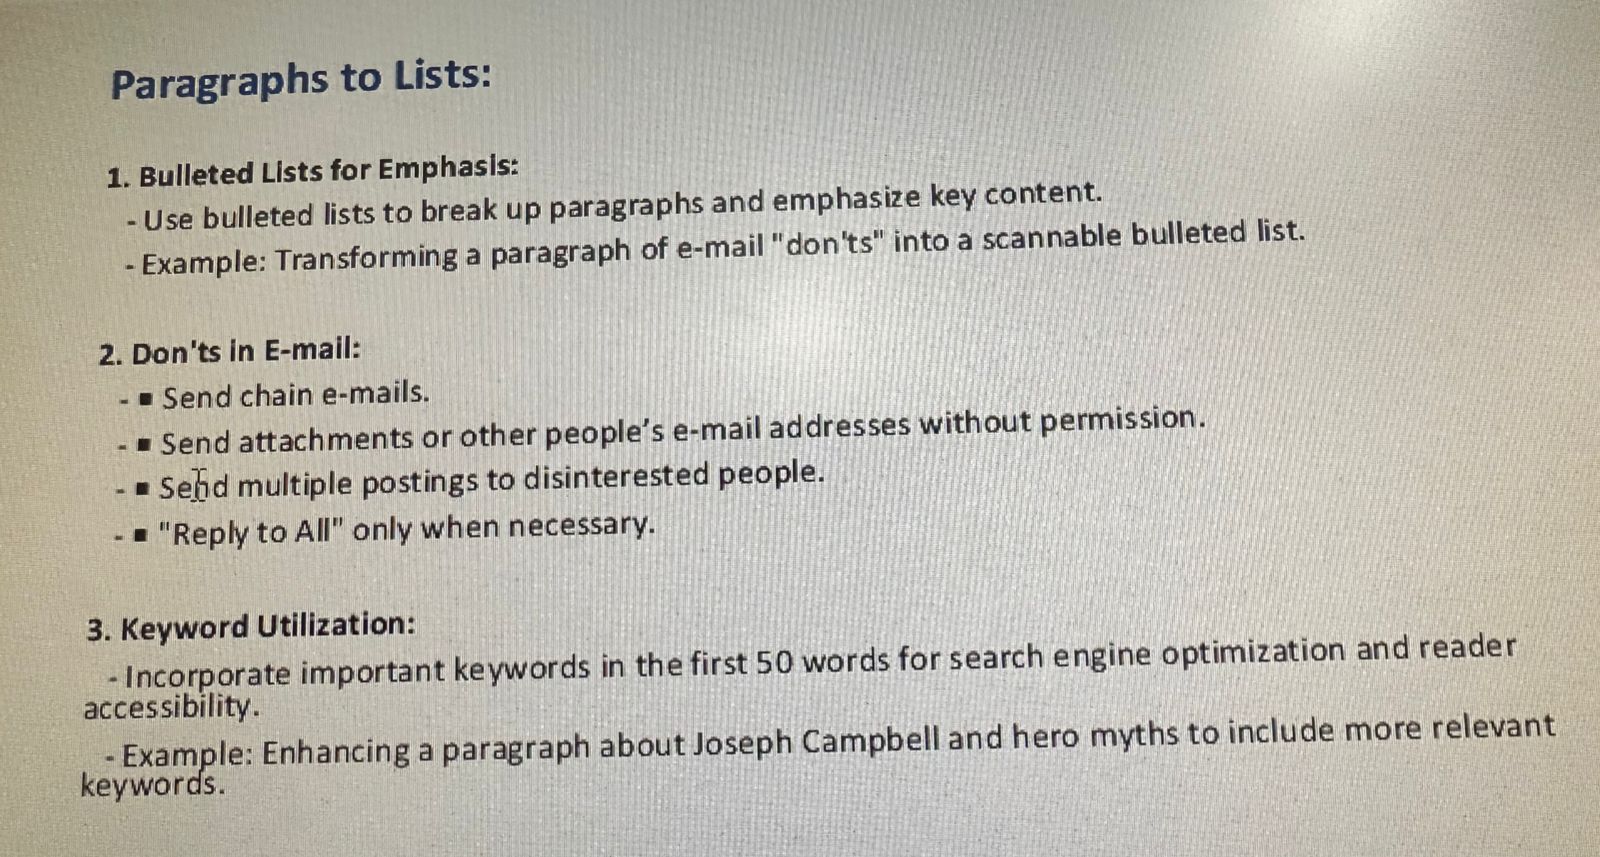 Paragraphs to Lists:
1. Bulleted Lists for Emphasis:
- Use bulleted lists to break up paragraphs and emphasize key content.
- Example: Transforming a paragraph of e-mail "don'ts" into a scannable bulleted list.
2. Don'ts in E-mail:
- ▪ Send chain e-mails.
- ▪ Send attachments or other people’s e-mail addresses without permission.
- ▪ Send multiple postings to disinterested people.
- ▪ "Reply to All" only when necessary.
3. Keyword Utilization:
- Incorporate important keywords in the first 50 words for search engine optimization and reader
accessibility.
- Example: Enhancing a paragraph about Joseph Campbell and hero myths to include more relevant
keywords.